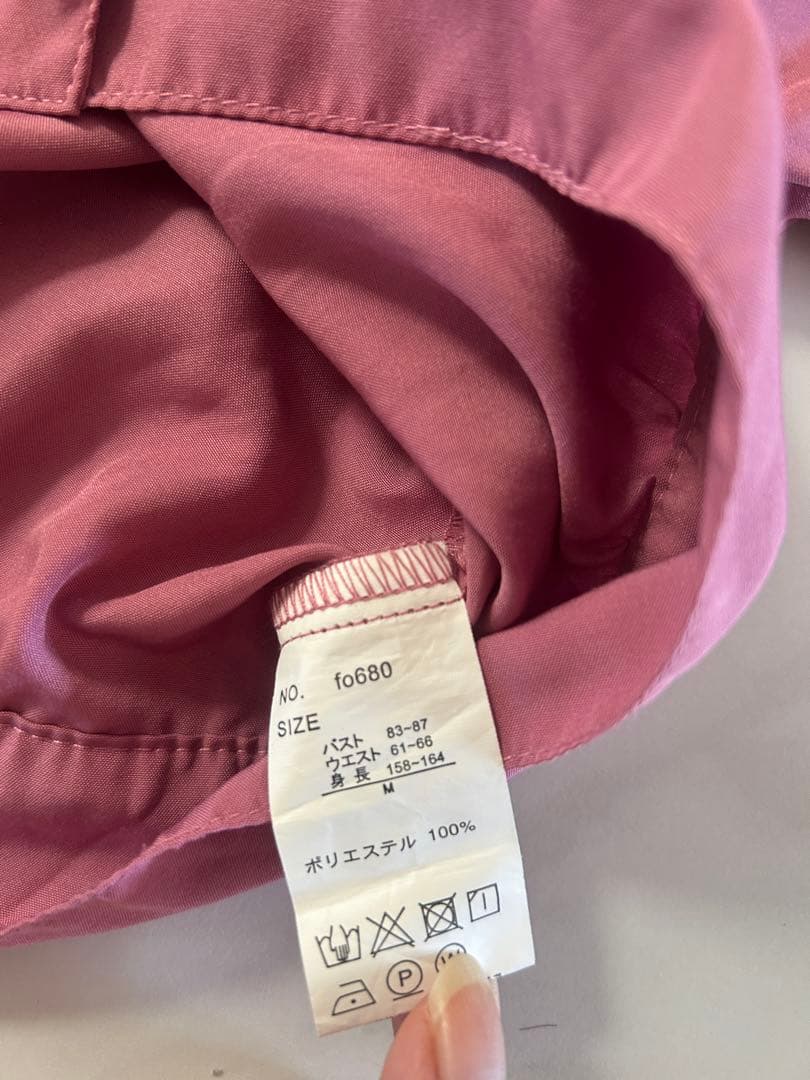 NO. fo680
SIZE
バスト 83~87
ウエスト 61~66
身長 158~164
M
ポリエステル 100%
P
W